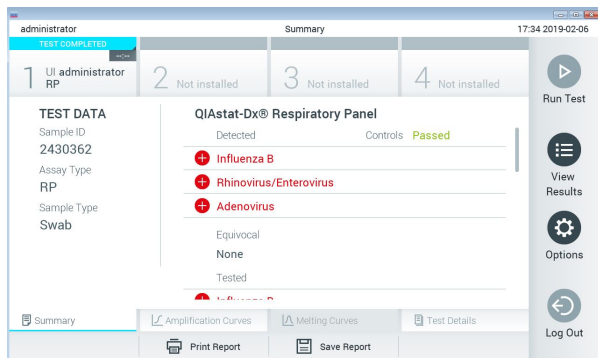 administrator Summary 17:34 2019-02-06
TEST COMPLETED
--:--
1 UI administrator RP
2 Not installed
3 Not installed
4 Not installed
Run Test
View Results
Options
Log Out
TEST DATA
Sample ID
2430362
Assay Type
RP
Sample Type
Swab
QIAstat-Dx® Respiratory Panel
Detected Controls Passed
Influenza B
Rhinovirus/Enterovirus
Adenovirus
Equivocal
None
Tested
Influenza B
Summary
Amplification Curves
Melting Curves
Test Details
Print Report
Save Report